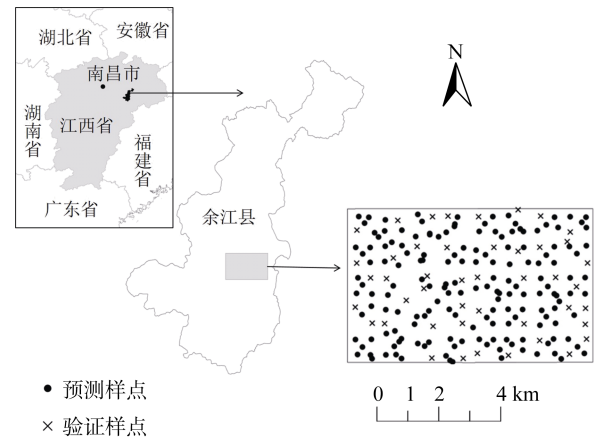 湖北省
安徽省
南昌市
湖南省
江西省
福建省
广东省
余江县
N
预测样点
验证样点
0 1 2 4 km